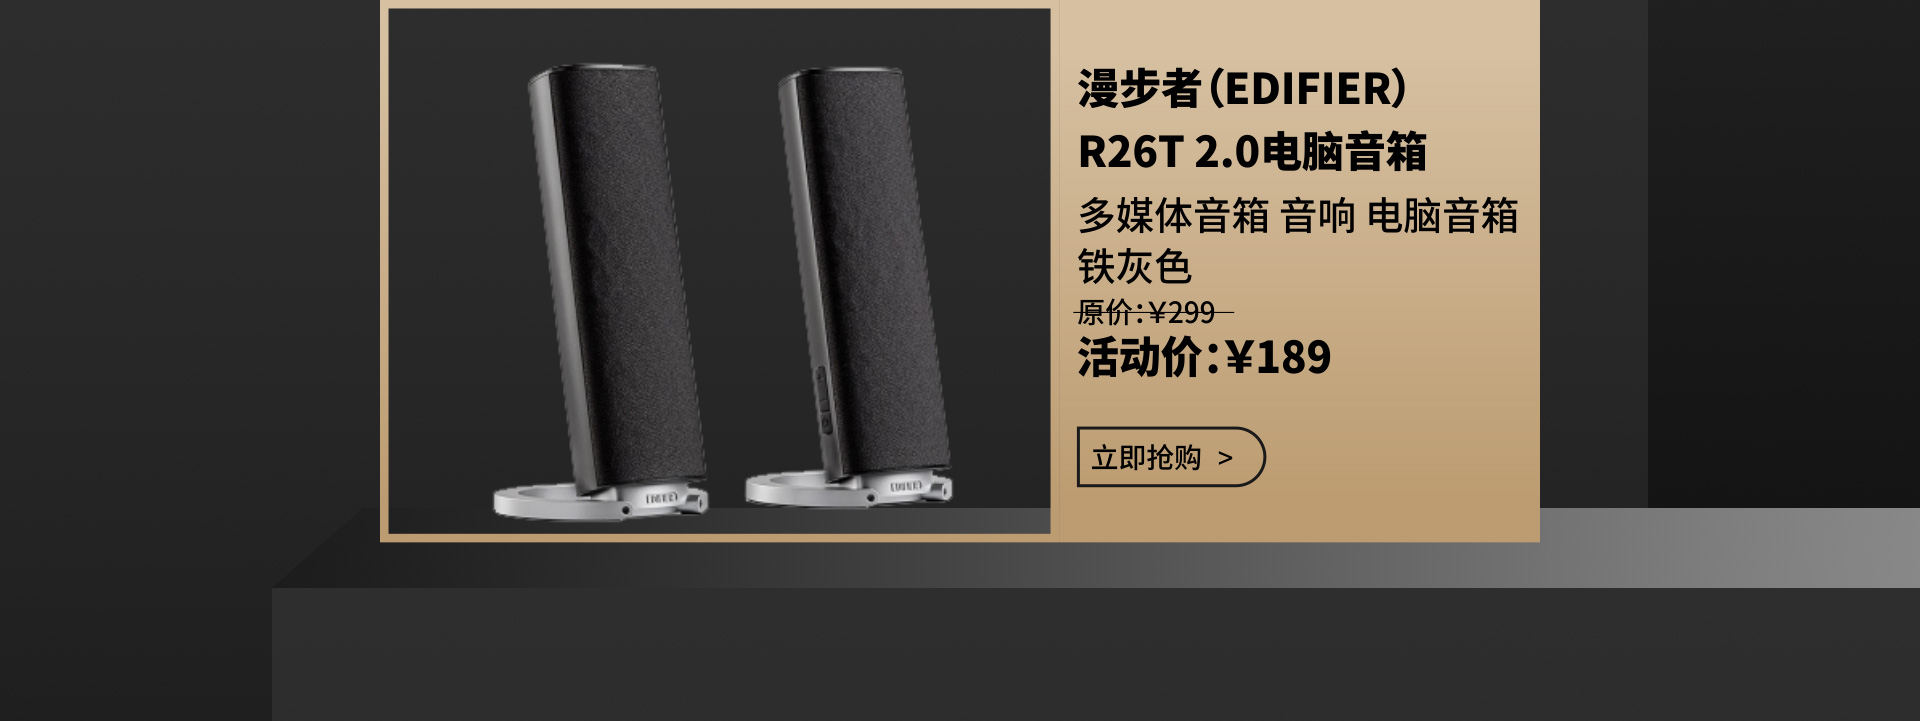 漫步者（EDIFIER）
R26T 2.0电脑音箱
多媒体音箱 音响 电脑音箱
铁灰色
原价：¥299
活动价：¥189
立即抢购 >